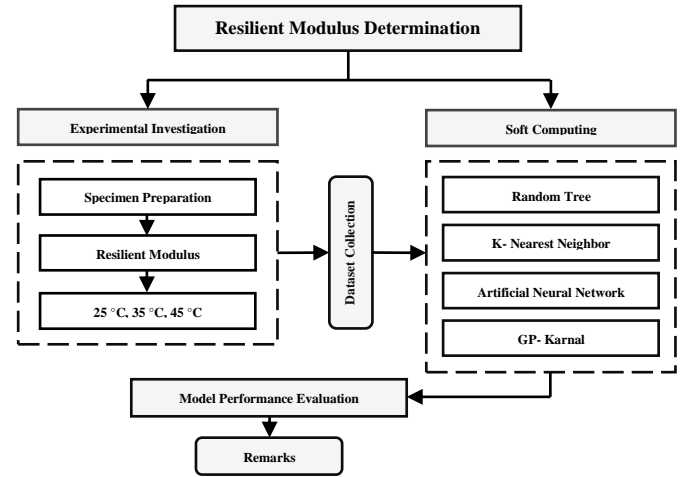 Resilient Modulus Determination
Experimental Investigation
Soft Computing
Specimen Preparation
Resilient Modulus
25 °C, 35 °C, 45 °C
Dataset Collection
Random Tree
K- Nearest Neighbor
Artificial Neural Network
GP- Karnal
Model Performance Evaluation
Remarks